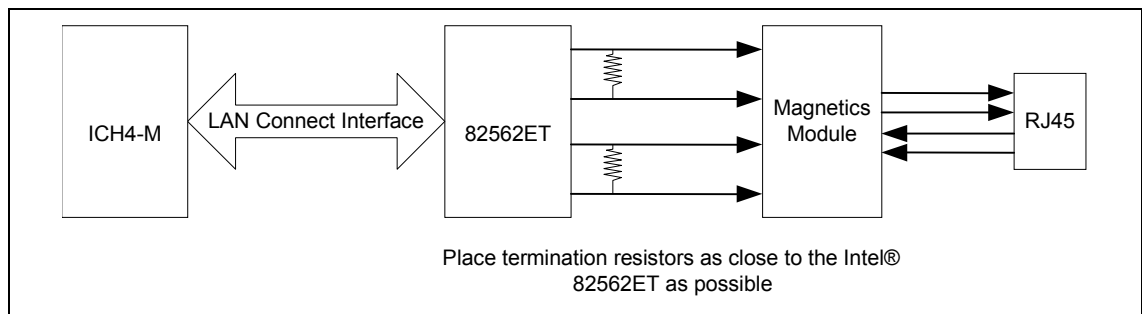 ICH4-M
LAN Connect Interface
82562ET
Magnetics
Module
RJ45
Place termination resistors as close to the Intel®
82562ET as possible